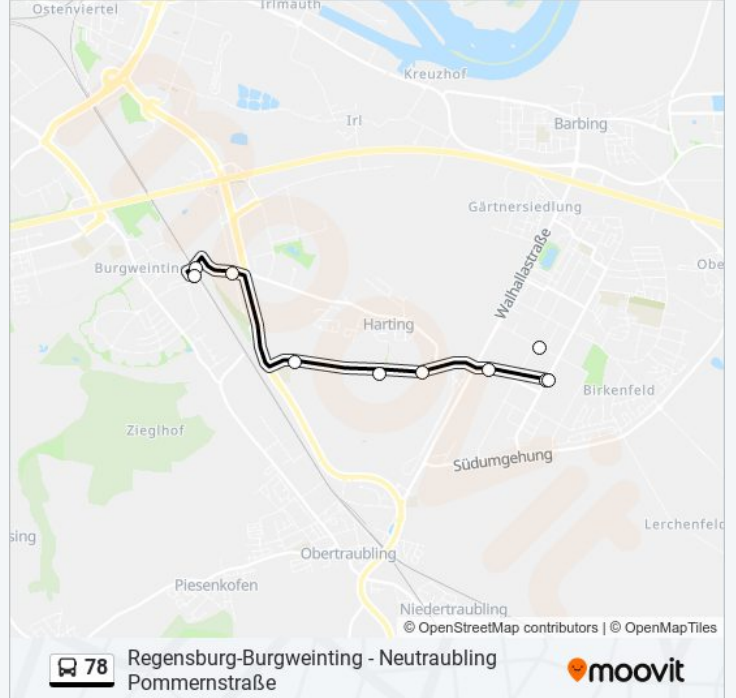 Ostenviertel
Irlmauth
Kreuzhof
Irl
Barbing
Gärtnersiedlung
Walhallastraße
Burgweinting
Obe
Harting
Birkenfeld
Zieglhof
Südumgehung
sing
Lerchenfeld
Obertraubling
Piesenkofen
Niedertraubling
© OpenStreetMap contributors | © OpenMapTiles
78
Regensburg-Burgweinting - Neutraubling
Pommernstraße
moovit